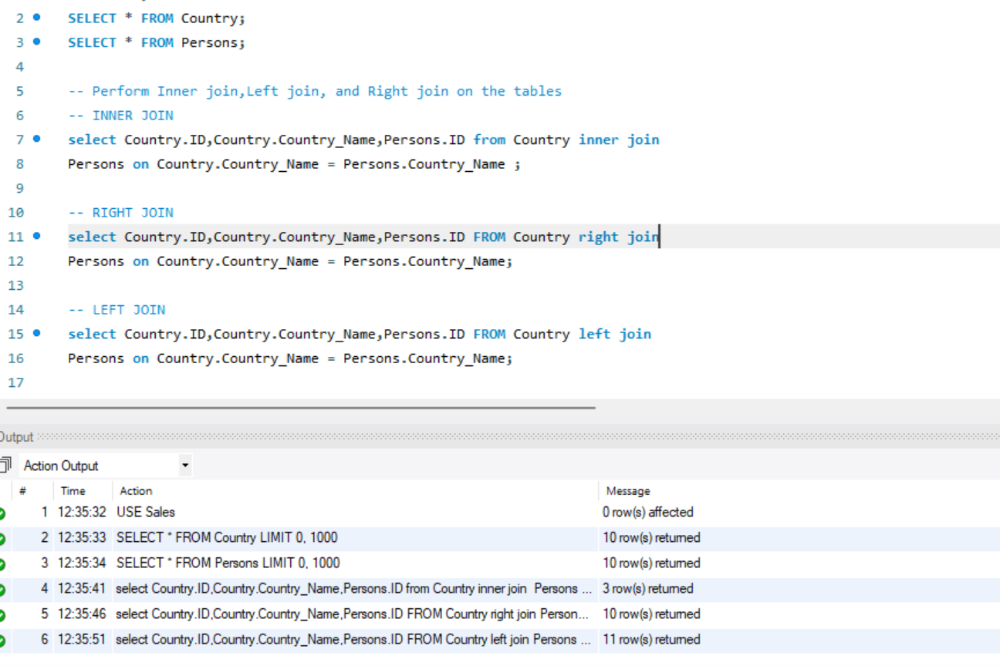 2 SELECT * FROM Country;
3 SELECT * FROM Persons;
4
5 -- Perform Inner join,Left join, and Right join on the tables
6 -- INNER JOIN
7 select Country.ID,Country.Country_Name,Persons.ID from Country inner join
8 Persons on Country.Country_Name = Persons.Country_Name ;
9
10 -- RIGHT JOIN
11 select Country.ID,Country.Country_Name,Persons.ID FROM Country right join
12 Persons on Country.Country_Name = Persons.Country_Name;
13
14 -- LEFT JOIN
15 select Country.ID,Country.Country_Name,Persons.ID FROM Country left join
16 Persons on Country.Country_Name = Persons.Country_Name;
17
Output
Action Output
# Time Action Message
1 12:35:32 USE Sales 0 row(s) affected
2 12:35:33 SELECT * FROM Country LIMIT 0, 1000 10 row(s) returned
3 12:35:34 SELECT * FROM Persons LIMIT 0, 1000 10 row(s) returned
4 12:35:41 select Country.ID,Country.Country_Name,Persons.ID from Country inner join Persons ... 3 row(s) returned
5 12:35:46 select Country.ID,Country.Country_Name,Persons.ID FROM Country right join Person... 10 row(s) returned
6 12:35:51 select Country.ID,Country.Country_Name,Persons.ID FROM Country left join Persons ... 11 row(s) returned